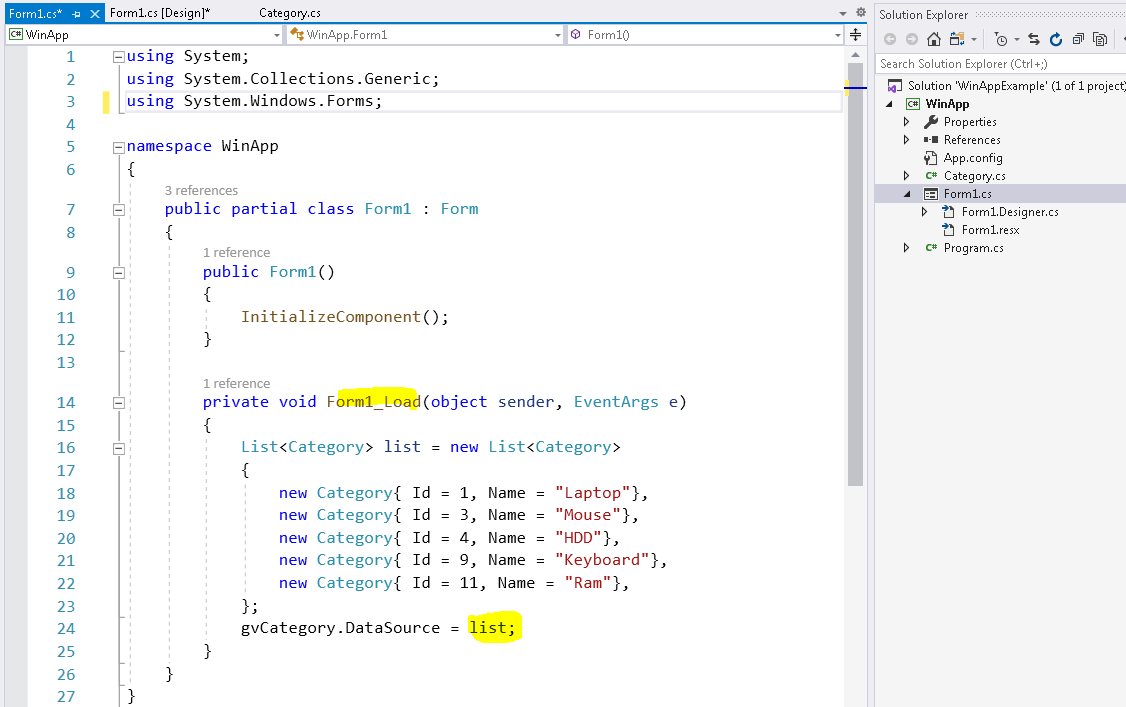 Form1.cs*
Form1.cs [Design]*
Category.cs
WinApp
WinApp.Form1
Form1()
1 using System;
2 using System.Collections.Generic;
3 using System.Windows.Forms;
4
5 namespace WinApp
6 {
3 references
7 public partial class Form1 : Form
8 {
1 reference
9 public Form1()
10 {
11 InitializeComponent();
12 }
13
1 reference
14 private void Form1_Load(object sender, EventArgs e)
15 {
16 List<Category> list = new List<Category>
17 {
18 new Category{ Id = 1, Name = "Laptop"},
19 new Category{ Id = 3, Name = "Mouse"},
20 new Category{ Id = 4, Name = "HDD"},
21 new Category{ Id = 9, Name = "Keyboard"},
22 new Category{ Id = 11, Name = "Ram"},
23 };
24 gvCategory.DataSource = list;
25 }
26 }
27 }
Solution Explorer
Search Solution Explorer (Ctrl+;)
Solution 'WinAppExample' (1 of 1 project)
C# WinApp
Properties
References
App.config
C# Category.cs
Form1.cs
Form1.Designer.cs
Form1.resx
C# Program.cs